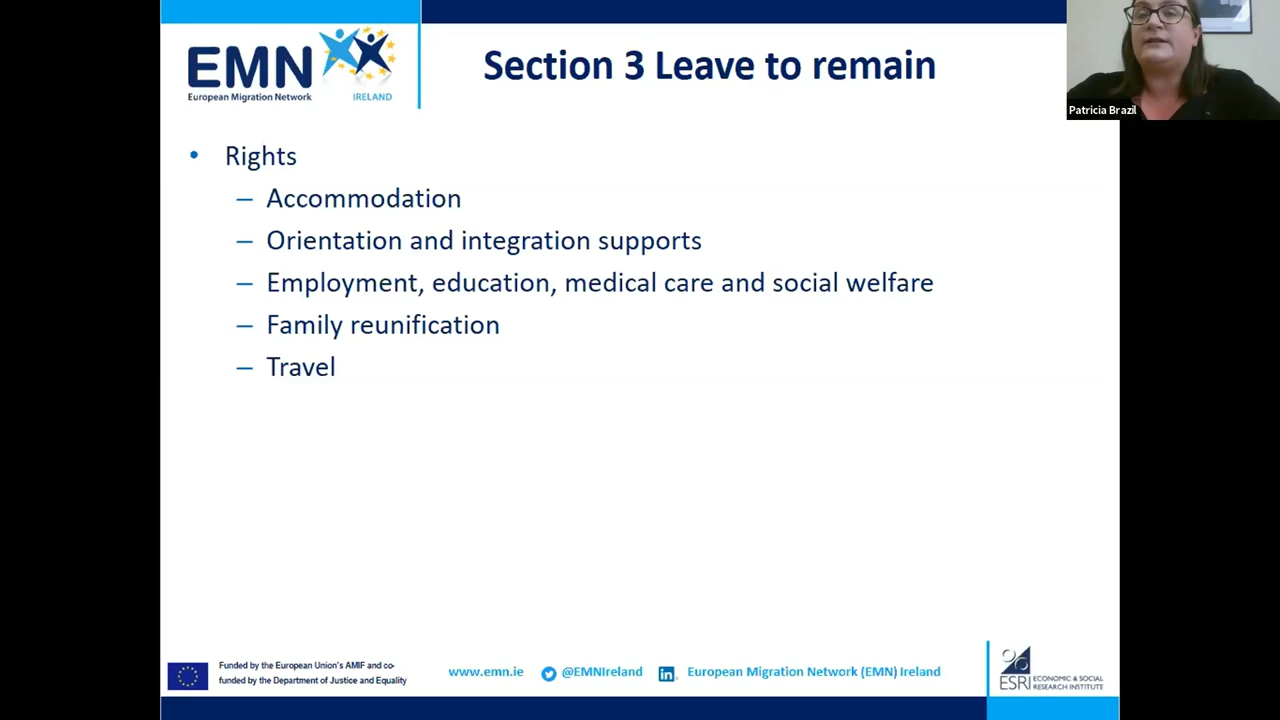 EMN
European Migration Network
IRELAND
Section 3 Leave to remain
Patricia Brazil
• Rights
– Accommodation
– Orientation and integration supports
– Employment, education, medical care and social welfare
– Family reunification
– Travel
Funded by the European Union's AMIF and co-
funded by the Department of Justice and Equality
www.emn.ie
@EMNIreland
in
European Migration Network (EMN) Ireland
ESRI
ECONOMIC & SOCIAL
RESEARCH INSTITUTE